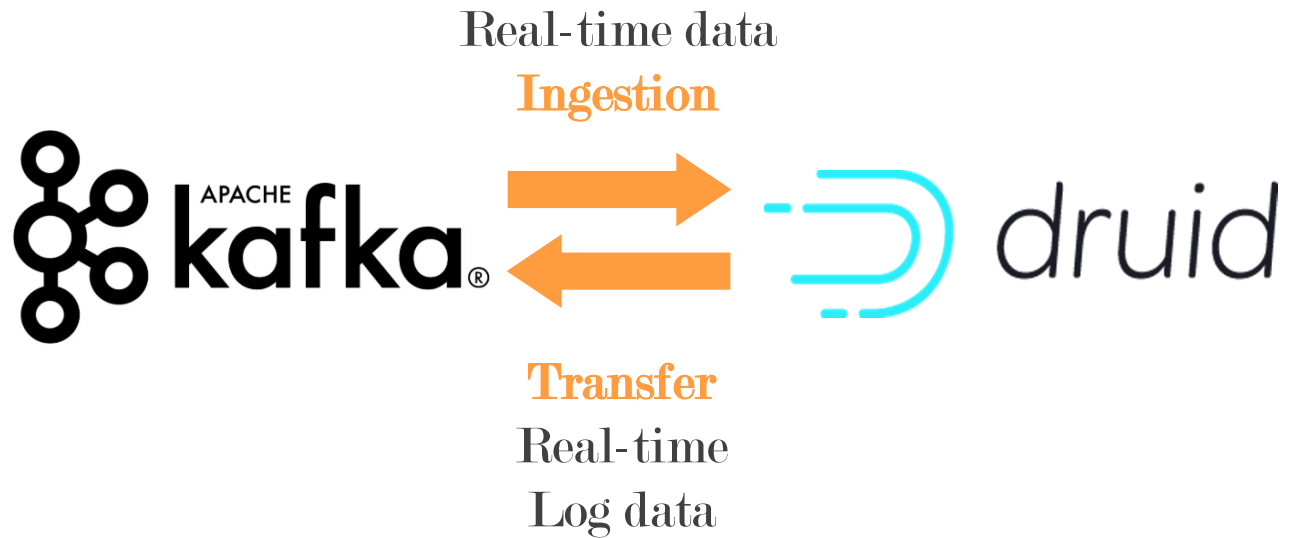 Real-time data
Ingestion
APACHE
kafka®
druid
Transfer
Real-time
Log data